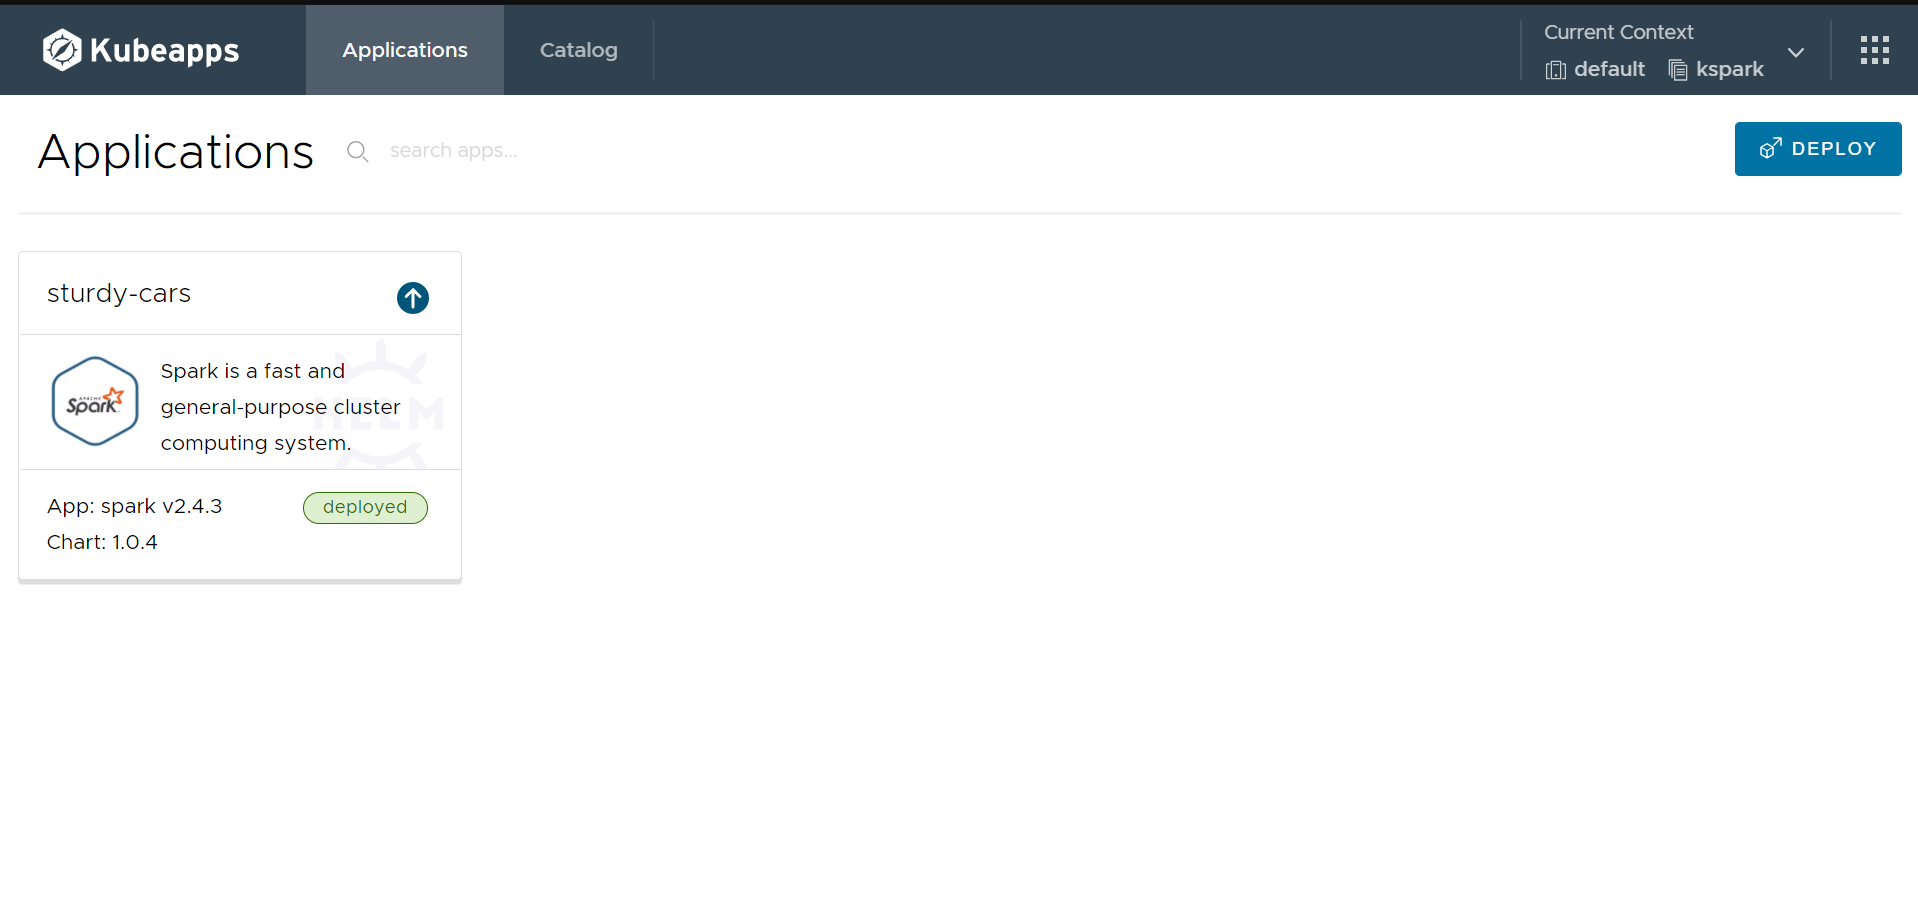 Kubeapps
Applications
Catalog
Current Context
default
kspark
Applications
search apps...
DEPLOY
sturdy-cars
HELM
APACHE
Spark
Spark is a fast and
general-purpose cluster
computing system.
App: spark v2.4.3
deployed
Chart: 1.0.4